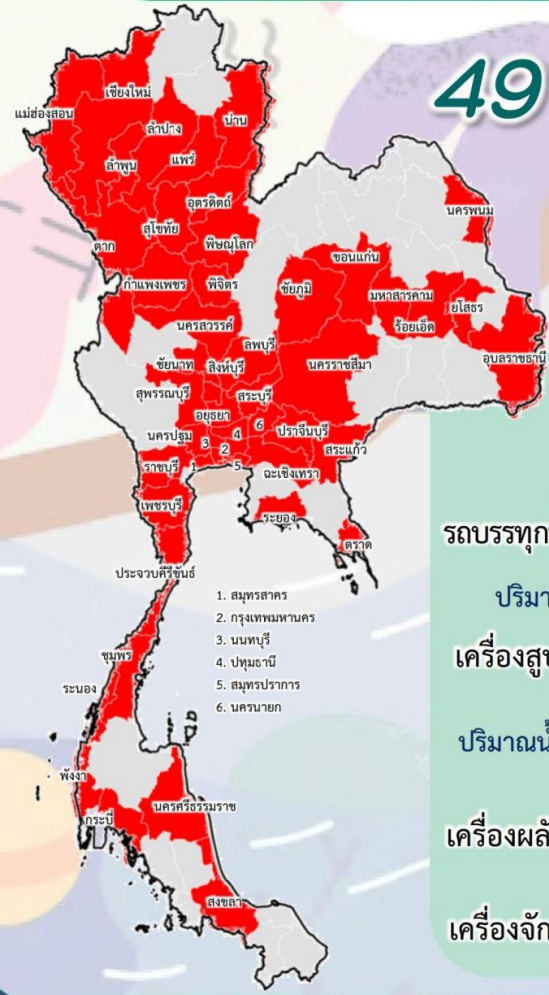 49
เชียงใหม่
แม่ฮ่องสอน
ลำปาง
น่าน
ลำพูน
แพร่
อุตรดิตถ์
นครพนม
สุโขทัย
ตาก
พิษณุโลก
ขอนแก่น
กำแพงเพชร
พิจิตร
ชัยภูมิ
มหาสารคาม
ยโสธร
นครสวรรค์
ร้อยเอ็ด
ลพบุรี
ชัยนาท
สิงห์บุรี
นครราชสีมา
อุบลราชธานี
สุพรรณบุรี
สระบุรี
อยุธยา
6
นครปฐม
4
ปราจีนบุรี
3
2
สระแก้ว
ราชบุรี
1
5
ฉะเชิงเทรา
เพชรบุรี
ระยอง
ตราด
ประจวบคีรีขันธ์
1. สมุทรสาคร
2. กรุงเทพมหานคร
3. นนทบุรี
4. ปทุมธานี
5. สมุทรปราการ
6. นครนายก
ชุมพร
ระนอง
พังงา
นครศรีธรรมราช
กระบี่
สงขลา
รถบรรทุก
ปริมา
เครื่องสูบ
ปริมาณน้ำ
เครื่องผลั
เครื่องจัก